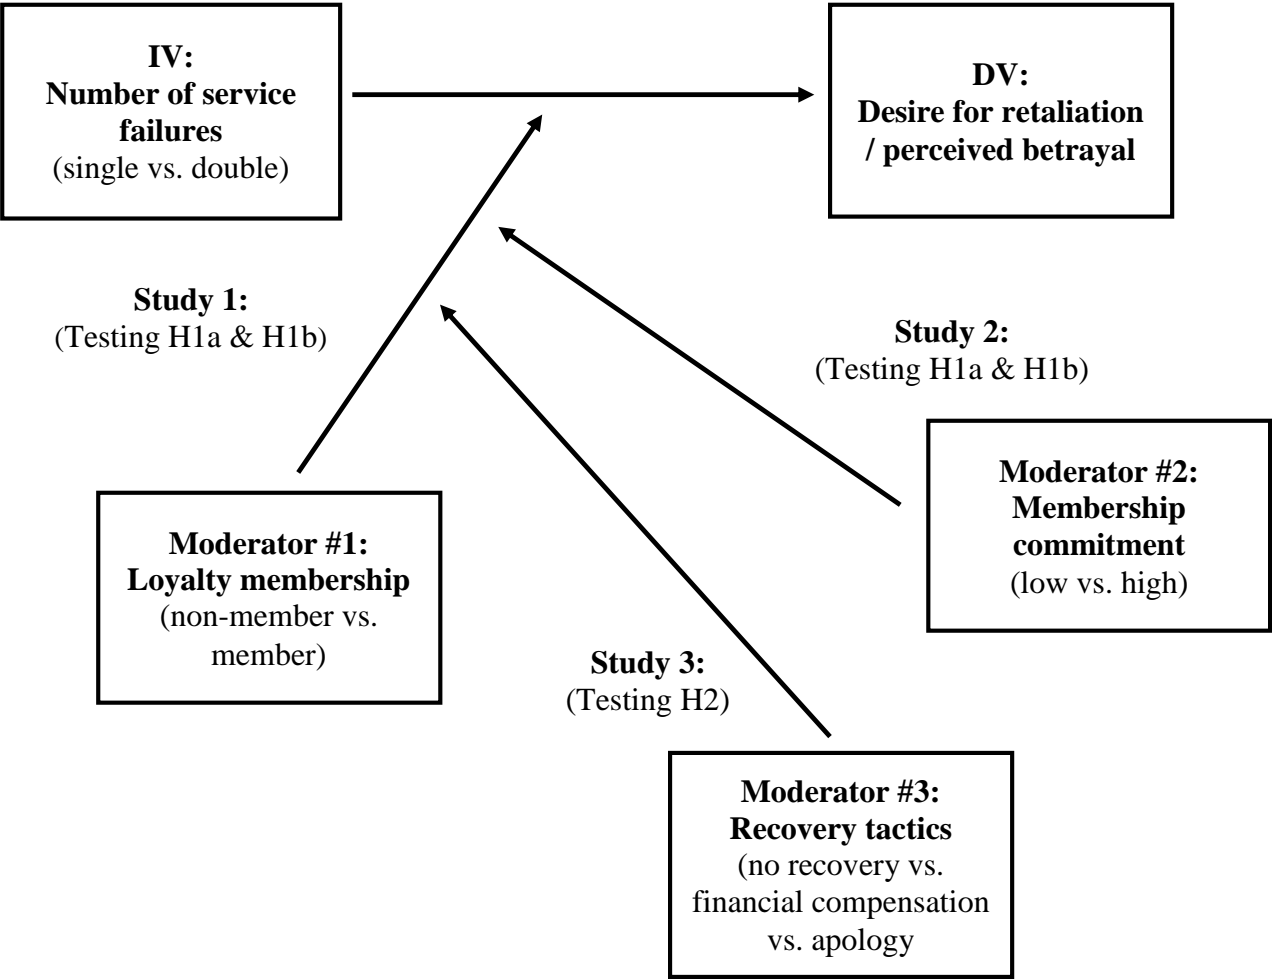 IV:
Number of service
failures
(single vs. double)
DV:
Desire for retaliation
/ perceived betrayal
Study 1:
(Testing H1a & H1b)
Study 2:
(Testing H1a & H1b)
Moderator #1:
Loyalty membership
(non-member vs.
member)
Moderator #2:
Membership
commitment
(low vs. high)
Study 3:
(Testing H2)
Moderator #3:
Recovery tactics
(no recovery vs.
financial compensation
vs. apology